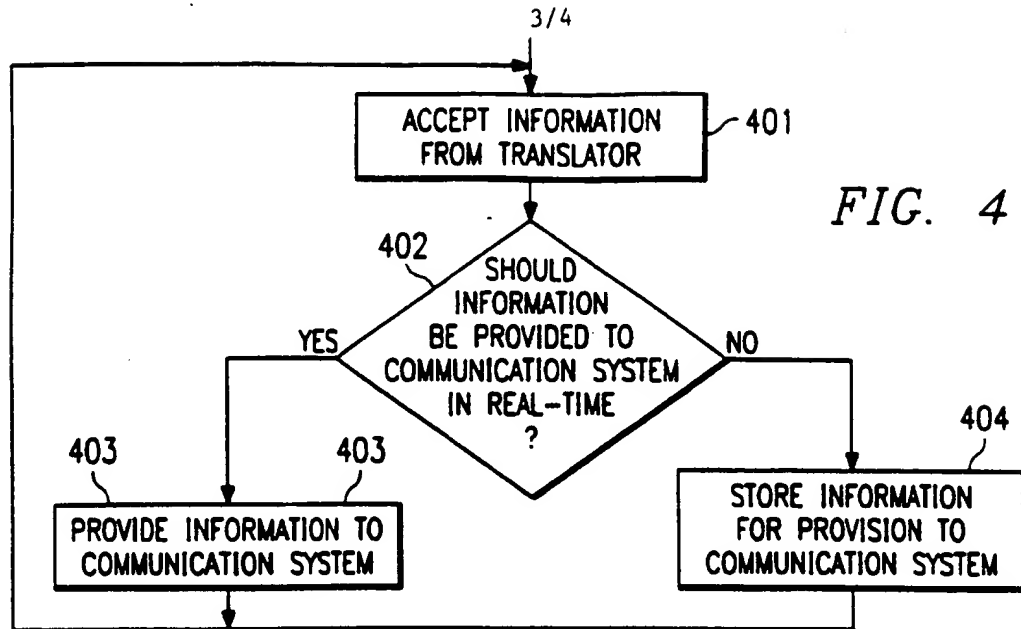 3/4
ACCEPT INFORMATION
FROM TRANSLATOR
401
FIG. 4
402
SHOULD
INFORMATION
BE PROVIDED TO
COMMUNICATION SYSTEM
IN REAL-TIME
?
YES
NO
403
403
PROVIDE INFORMATION TO
COMMUNICATION SYSTEM
404
STORE INFORMATION
FOR PROVISION TO
COMMUNICATION SYSTEM